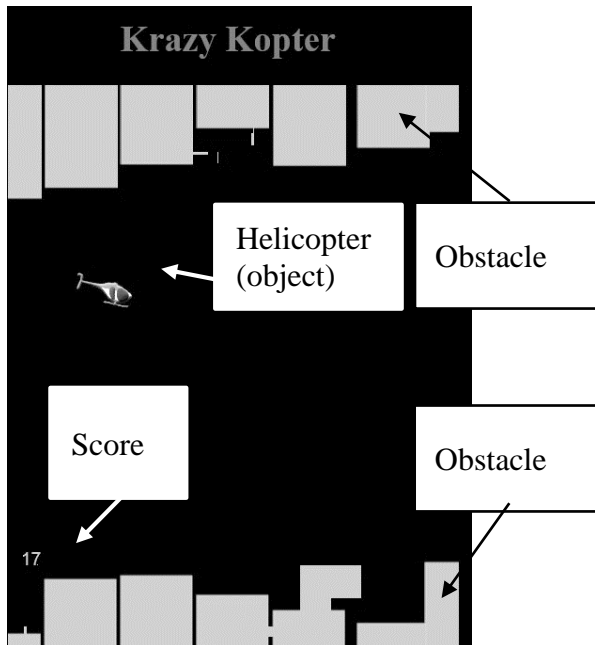 Krazy Kopter
Helicopter
(object)
Obstacle
Score
Obstacle
17